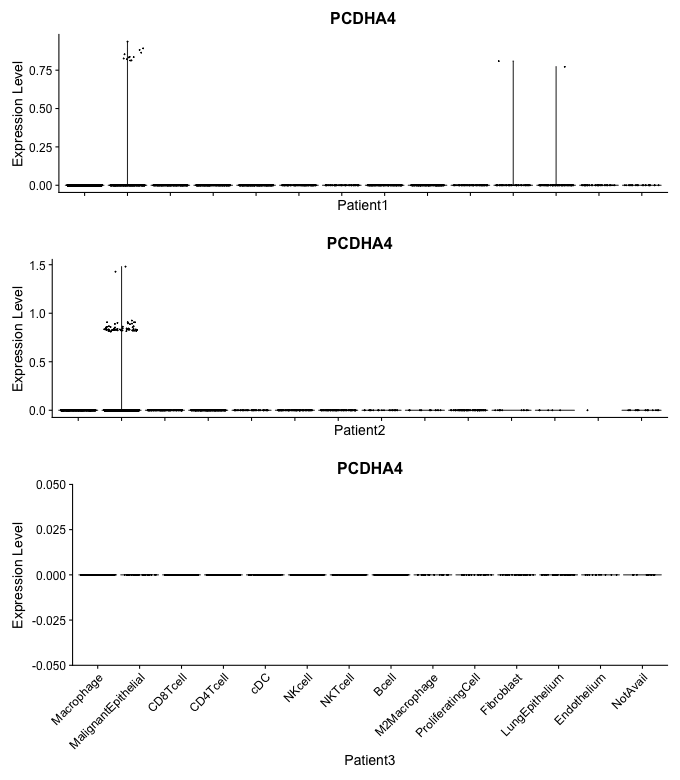 PCDHA4
Expression Level
0.75
0.50
0.25
0.00
Patient1
PCDHA4
Expression Level
1.5
1.0
0.5
0.0
Patient2
PCDHA4
Expression Level
0.050
0.025
0.000
-0.025
-0.050
Macrophage
MalignantEpithelial
CD8Tcell
CD4Tcell
cDC
NKcell
NKTcell
Bcell
M2Macrophage
ProliferatingCell
Fibroblast
LungEpithelium
Endothelium
NotAvail
Patient3